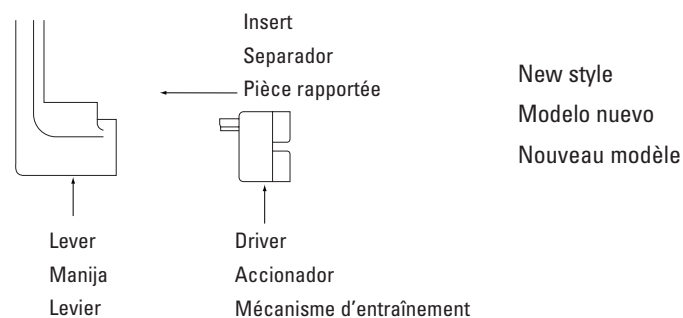 Insert
Separador
Pièce rapportée
New style
Modelo nuevo
Nouveau modèle
Lever
Manija
Levier
Driver
Accionador
Mécanisme d'entraînement